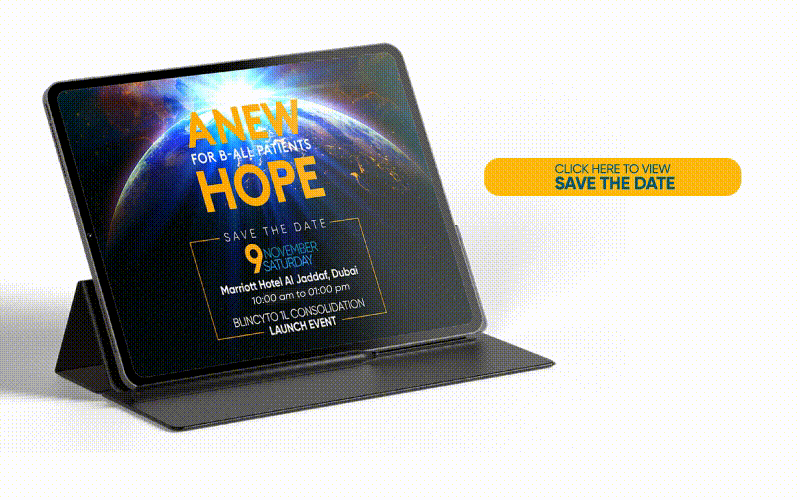 ANEW
FOR B-ALL PATIENTS
HOPE
SAVE THE DATE
9 NOVEMBER
SATURDAY
Marriott Hotel Al Jaddaf, Dubai
10:00 am to 01:00 pm
BLINCYTO 1L CONSOLIDATION
LAUNCH EVENT
CLICK HERE TO VIEW
SAVE THE DATE